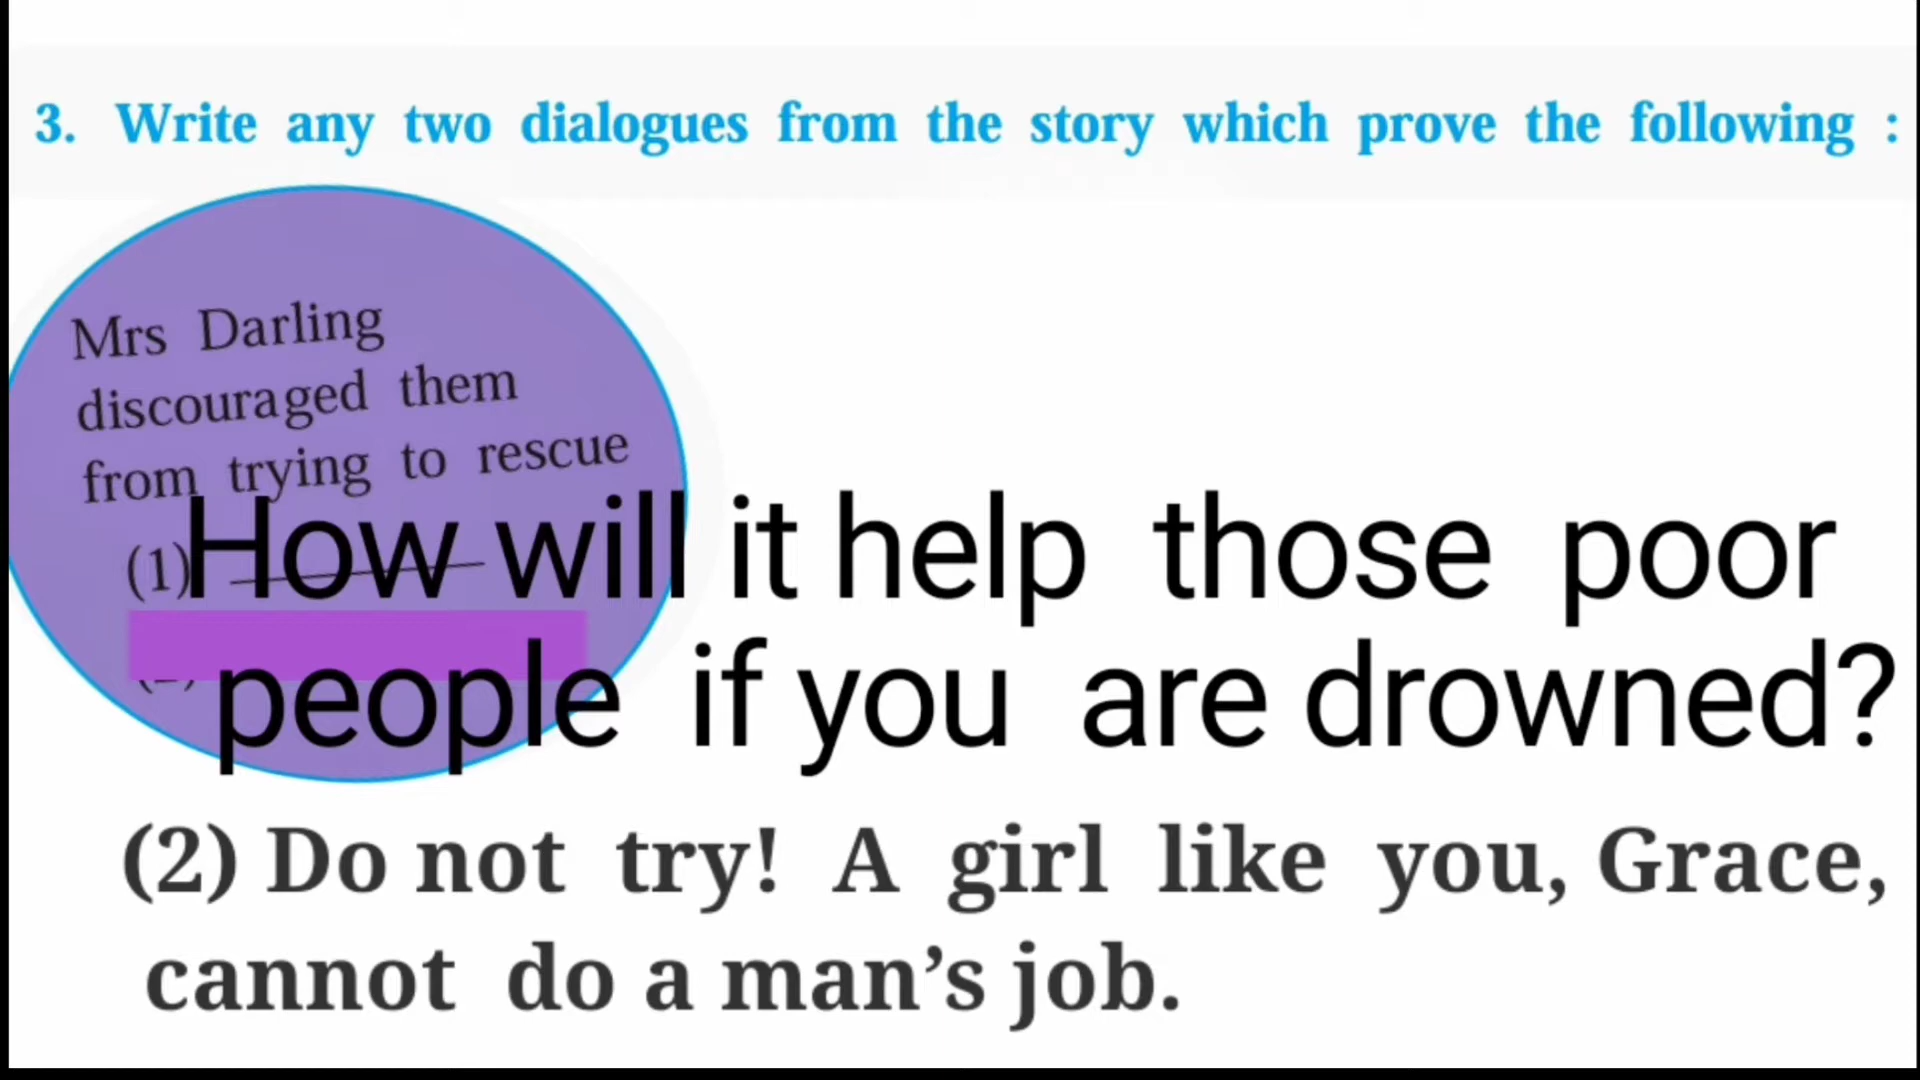 3. Write any two dialogues from the story which prove the following :
Mrs Darling
discouraged them
from trying to rescue
(1) How will it help those poor
people if you are drowned?
(2) Do not try! A girl like you, Grace,
cannot do a man’s job.